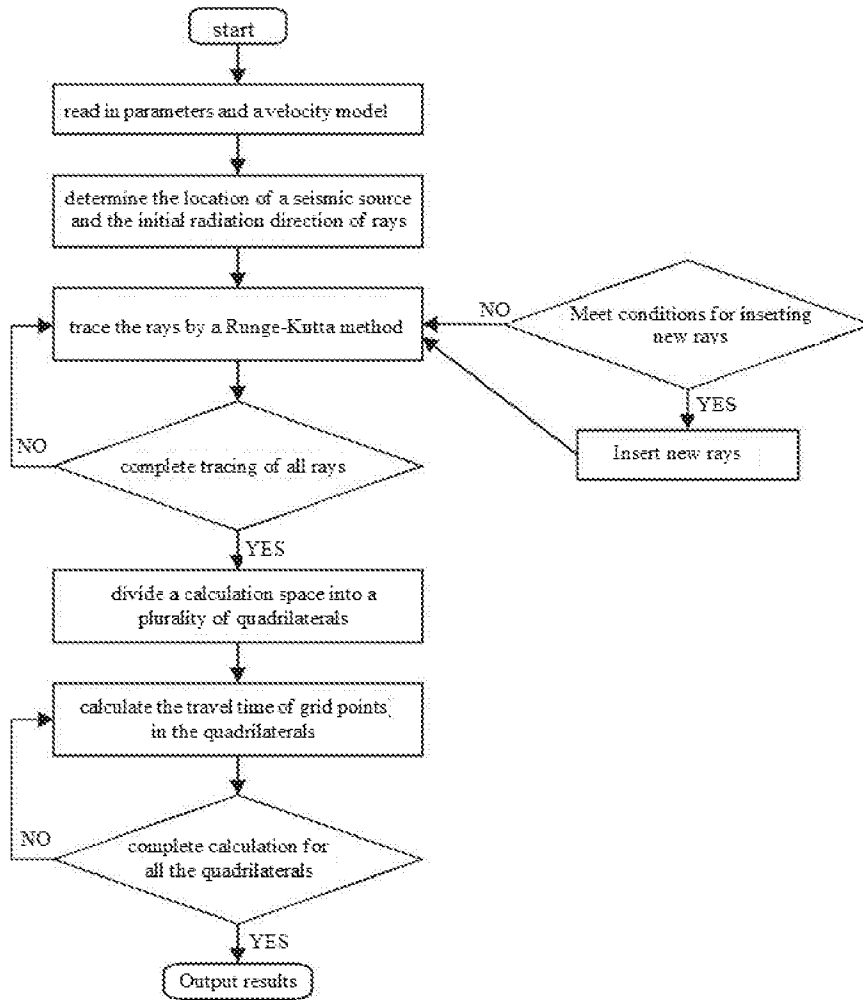 start
read in parameters and a velocity model
determine the location of a seismic source
and the initial radiation direction of rays
trace the rays by a Runge-Kutta method
NO
Meet conditions for inserting
new rays
YES
Insert new rays
NO
complete tracing of all rays
YES
divide a calculation space into a
plurality of quadrilaterals
calculate the travel time of grid points
in the quadrilaterals
NO
complete calculation for
all the quadrilaterals
YES
Output results